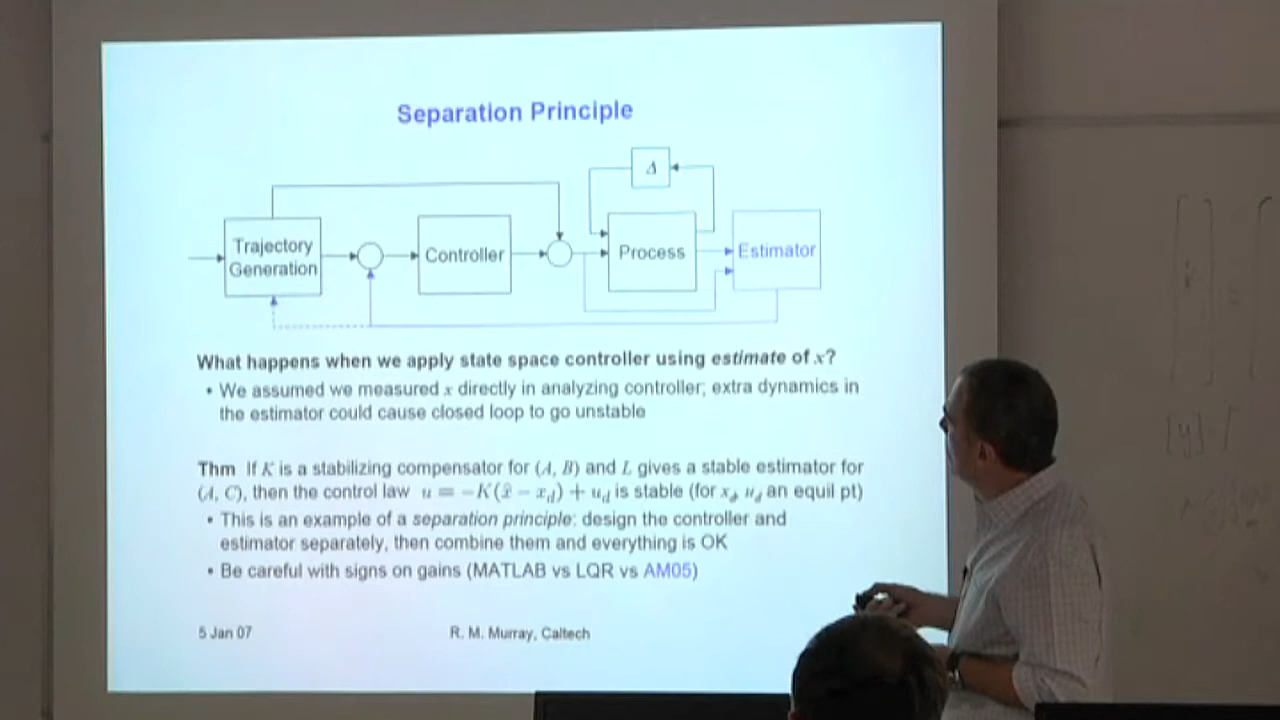 Separation Principle
Δ
Trajectory
Generation
Controller
Process
Estimator
What happens when we apply state space controller using estimate of x?
• We assumed we measured x directly in analyzing controller; extra dynamics in
the estimator could cause closed loop to go unstable
Thm If K is a stabilizing compensator for (A, B) and L gives a stable estimator for
(A, C), then the control law u = −K(x̂ − x_d) + u_d is stable (for x_d, u_d an equil pt)
• This is an example of a separation principle: design the controller and
estimator separately, then combine them and everything is OK
• Be careful with signs on gains (MATLAB vs LQR vs AM05)
5 Jan 07
R. M. Murray, Caltech
[y]